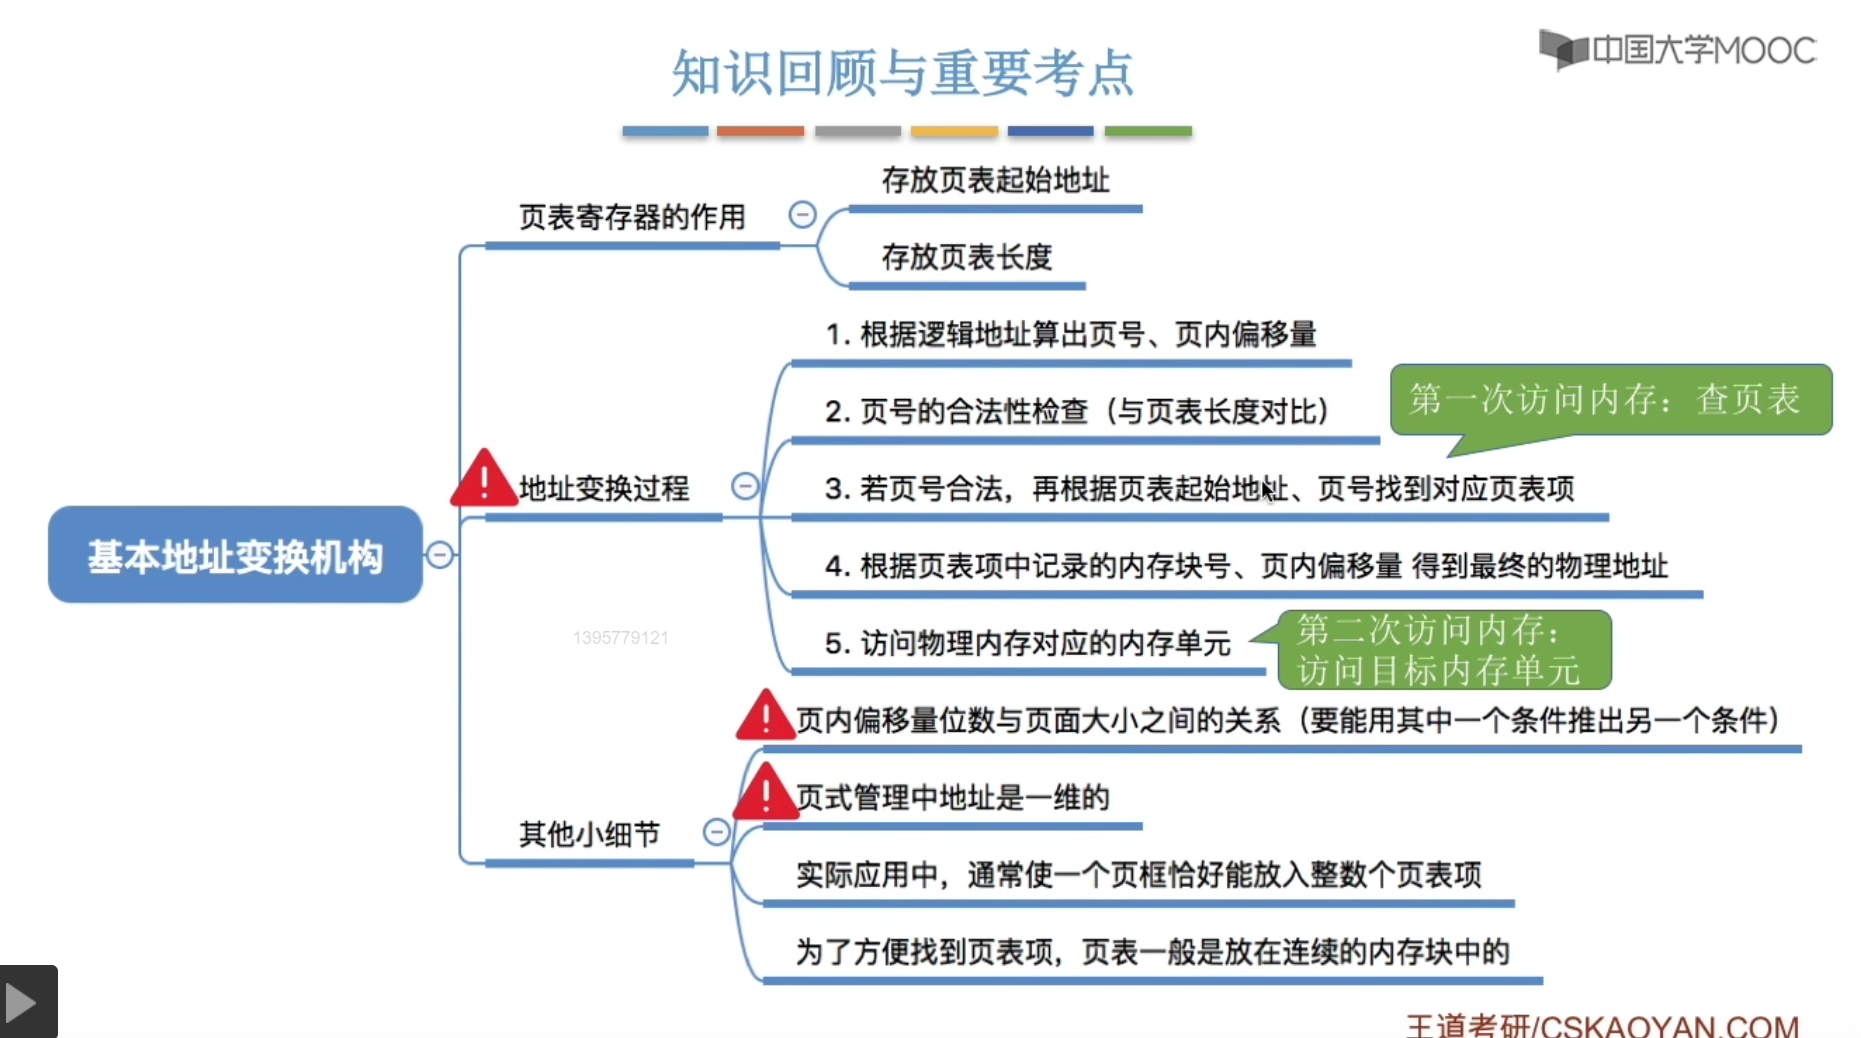 中国大学MOOC
知识回顾与重要考点
存放页表起始地址
页表寄存器的作用
存放页表长度
1. 根据逻辑地址算出页号、页内偏移量
2. 页号的合法性检查（与页表长度对比）
第一次访问内存：查页表
地址变换过程
3. 若页号合法，再根据页表起始地址、页号找到对应页表项
基本地址变换机构
4. 根据页表项中记录的内存块号、页内偏移量 得到最终的物理地址
1395779121
5. 访问物理内存对应的内存单元
第二次访问内存：
访问目标内存单元
页内偏移量位数与页面大小之间的关系（要能用其中一个条件推出另一个条件）
页式管理中地址是一维的
其他小细节
实际应用中，通常使一个页框恰好能放入整数个页表项
为了方便找到页表项，页表一般是放在连续的内存块中的
王道考研/CSKAOYAN.COM